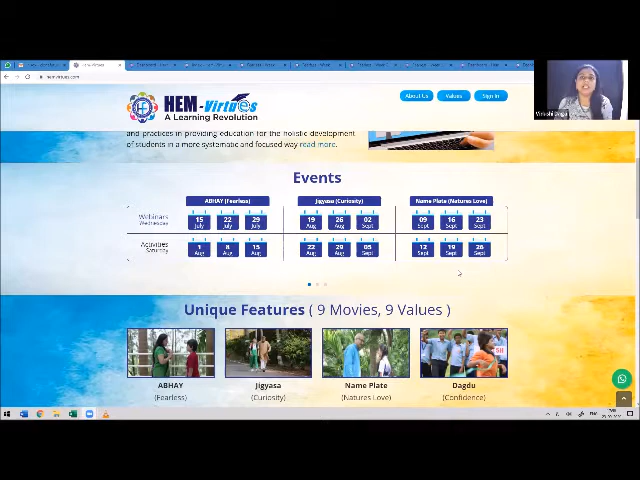 hemvirtues.com
HEM-Virtues
A Learning Revolution
About Us
Values
Sign In
and practices in providing education for the holistic development
of students in a more systematic and focused way read more.
Events
ABHAY (Fearless)
Jigyasa (Curiosity)
Name Plate (Natures Love)
Webinars
Wednesday
15 July
22 July
29 July
19 Aug
26 Aug
02 Sept
09 Sept
16 Sept
23 Sept
Activities
Saturday
1 Aug
8 Aug
15 Aug
22 Aug
29 Aug
05 Sept
12 Sept
19 Sept
26 Sept
Unique Features ( 9 Movies, 9 Values )
ABHAY
(Fearless)
Jigyasa
(Curiosity)
Name Plate
(Natures Love)
Dagdu
(Confidence)
ENG